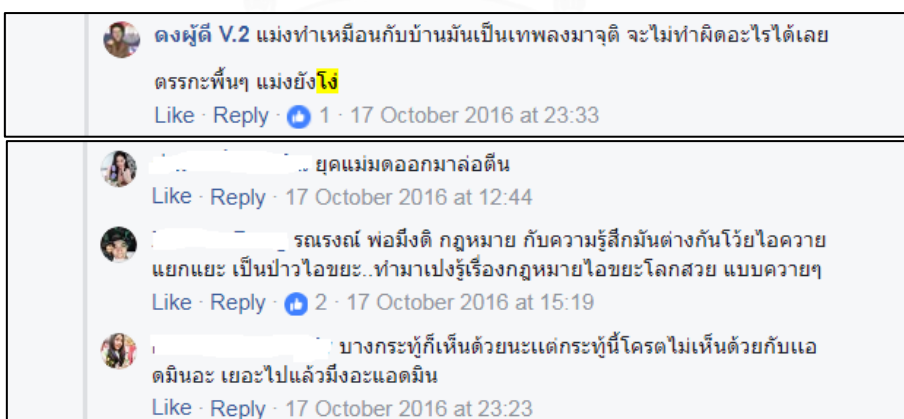 ดงผู้ดี V.2 แม่งทำเหมือนกับบ้านมันเป็นเทพลงมาจุติ จะไม่ทำผิดอะไรได้เลย
ตรรกะพื้นๆ แม่งยังโง่
Like · Reply · 1 · 17 October 2016 at 23:33
ยุคแม่มดออกมาล่อตีน
Like · Reply · 17 October 2016 at 12:44
รณรงณ์ พ่อมึงดิ กฎหมาย กับความรู้สึกมันต่างกันโว้ยไอควาย
แยกแยะ เป็นป่าวไอขยะ..ทำมาเปงรู้เรื่องกฎหมายไอขยะโลกสวย แบบควายๆ
Like · Reply · 2 · 17 October 2016 at 15:19
บางกระทู้ก็เห็นด้วยนะแต่กระทู้นี้โครตไม่เห็นด้วยกับแอ
ดมินอะ เยอะไปแล้วมึงอะแอดมิน
Like · Reply · 17 October 2016 at 23:23